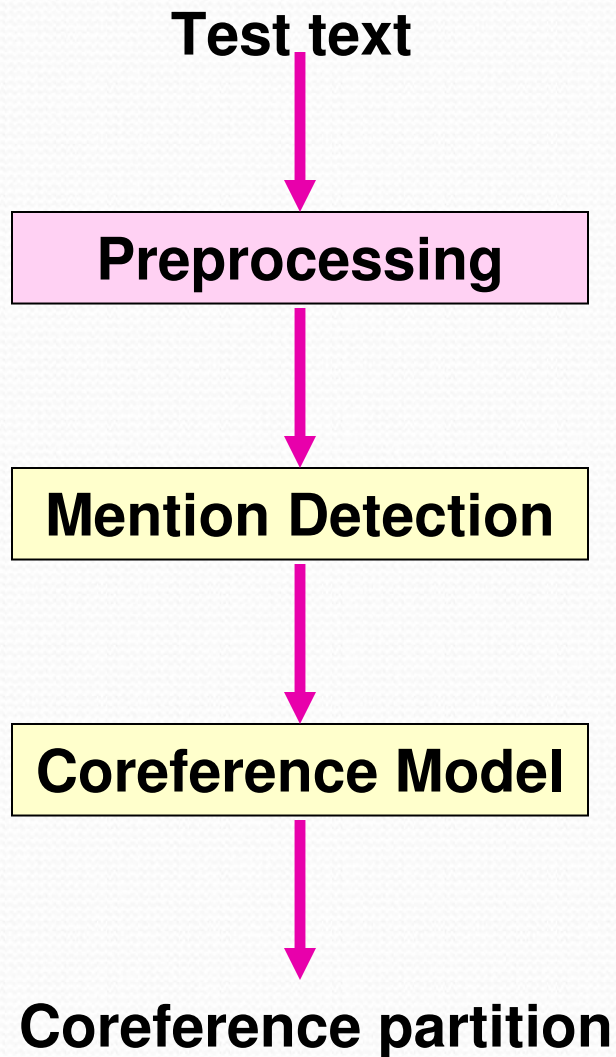 Test text
Preprocessing
Mention Detection
Coreference Model
Coreference partition